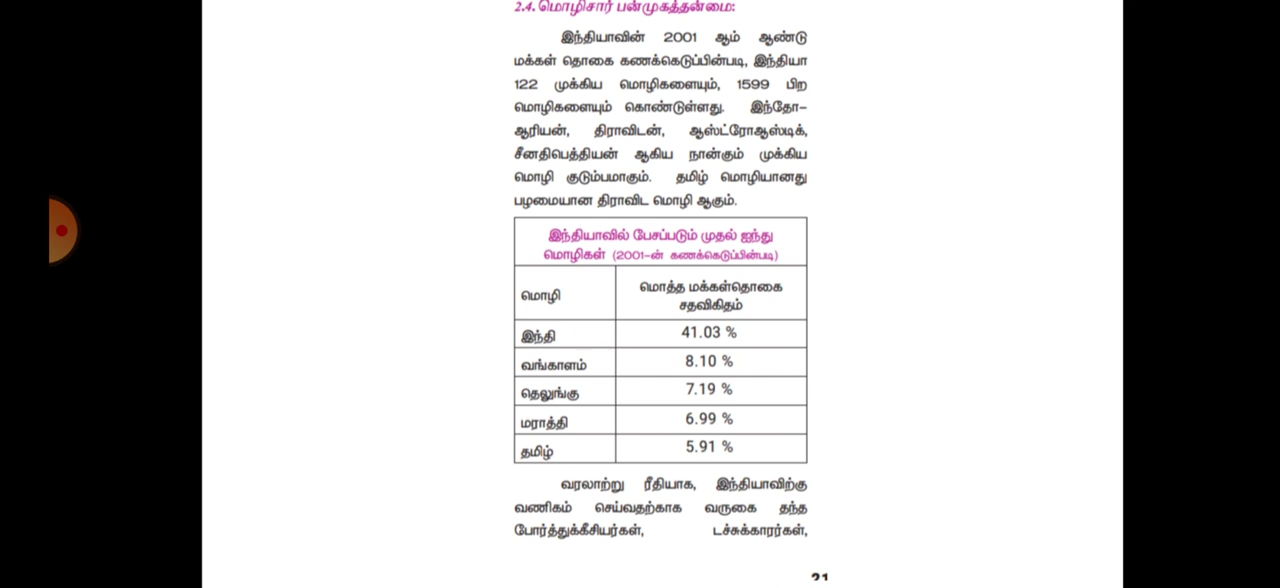 2.4. மொழிசார் பன்முகத்தன்மை:
இந்தியாவின் 2001 ஆம் ஆண்டு
மக்கள் தொகை கணக்கெடுப்பின்படி, இந்தியா
122 முக்கிய மொழிகளையும், 1599 பிற
மொழிகளையும் கொண்டுள்ளது. இந்தோ–
ஆரியன், திராவிடன், ஆஸ்ட்ரோஆஸ்டிக்,
சீனதிபெத்தியன் ஆகிய நான்கும் முக்கிய
மொழி குடும்பமாகும். தமிழ் மொழியானது
பழமையான திராவிட மொழி ஆகும்.
இந்தியாவில் பேசப்படும் முதல் ஐந்து
மொழிகள் (2001–ன் கணக்கெடுப்பின்படி)
மொழி மொத்த மக்கள்தொகை
சதவிகிதம்
இந்தி 41.03 %
வங்காளம் 8.10 %
தெலுங்கு 7.19 %
மராத்தி 6.99 %
தமிழ் 5.91 %
வரலாற்று ரீதியாக, இந்தியாவிற்கு
வணிகம் செய்வதற்காக வருகை தந்த
போர்த்துக்கீசியர்கள், டச்சுக்காரர்கள்,
21